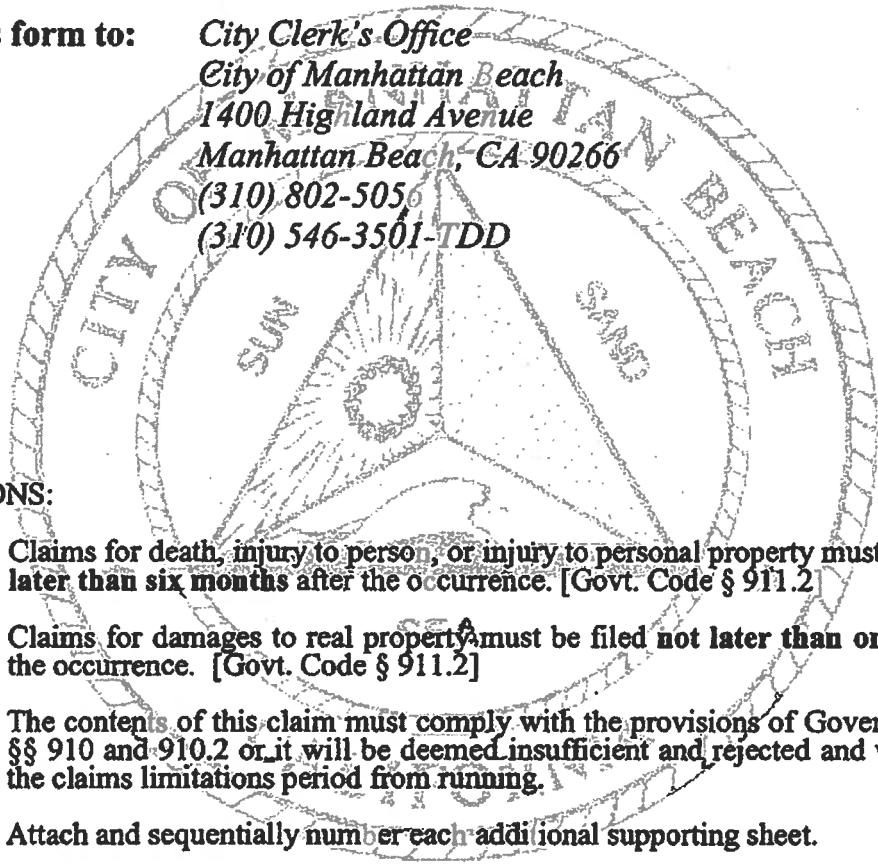 s form to: City Clerk's Office
City of Manhattan Beach
1400 Highland Avenue
Manhattan Beach, CA 90266
(310) 802-5056
(310) 546-3501-TDD
CITY OF MANHATTAN BEACH
SUN
SAND
SEA
ONS:
Claims for death, injury to person, or injury to personal property must
later than six months after the occurrence. [Govt. Code § 911.2]
Claims for damages to real property must be filed not later than on
the occurrence. [Govt. Code § 911.2]
The contents of this claim must comply with the provisions of Gover
§§ 910 and 910.2 or it will be deemed insufficient and rejected and
the claims limitations period from running.
Attach and sequentially number each additional supporting sheet.